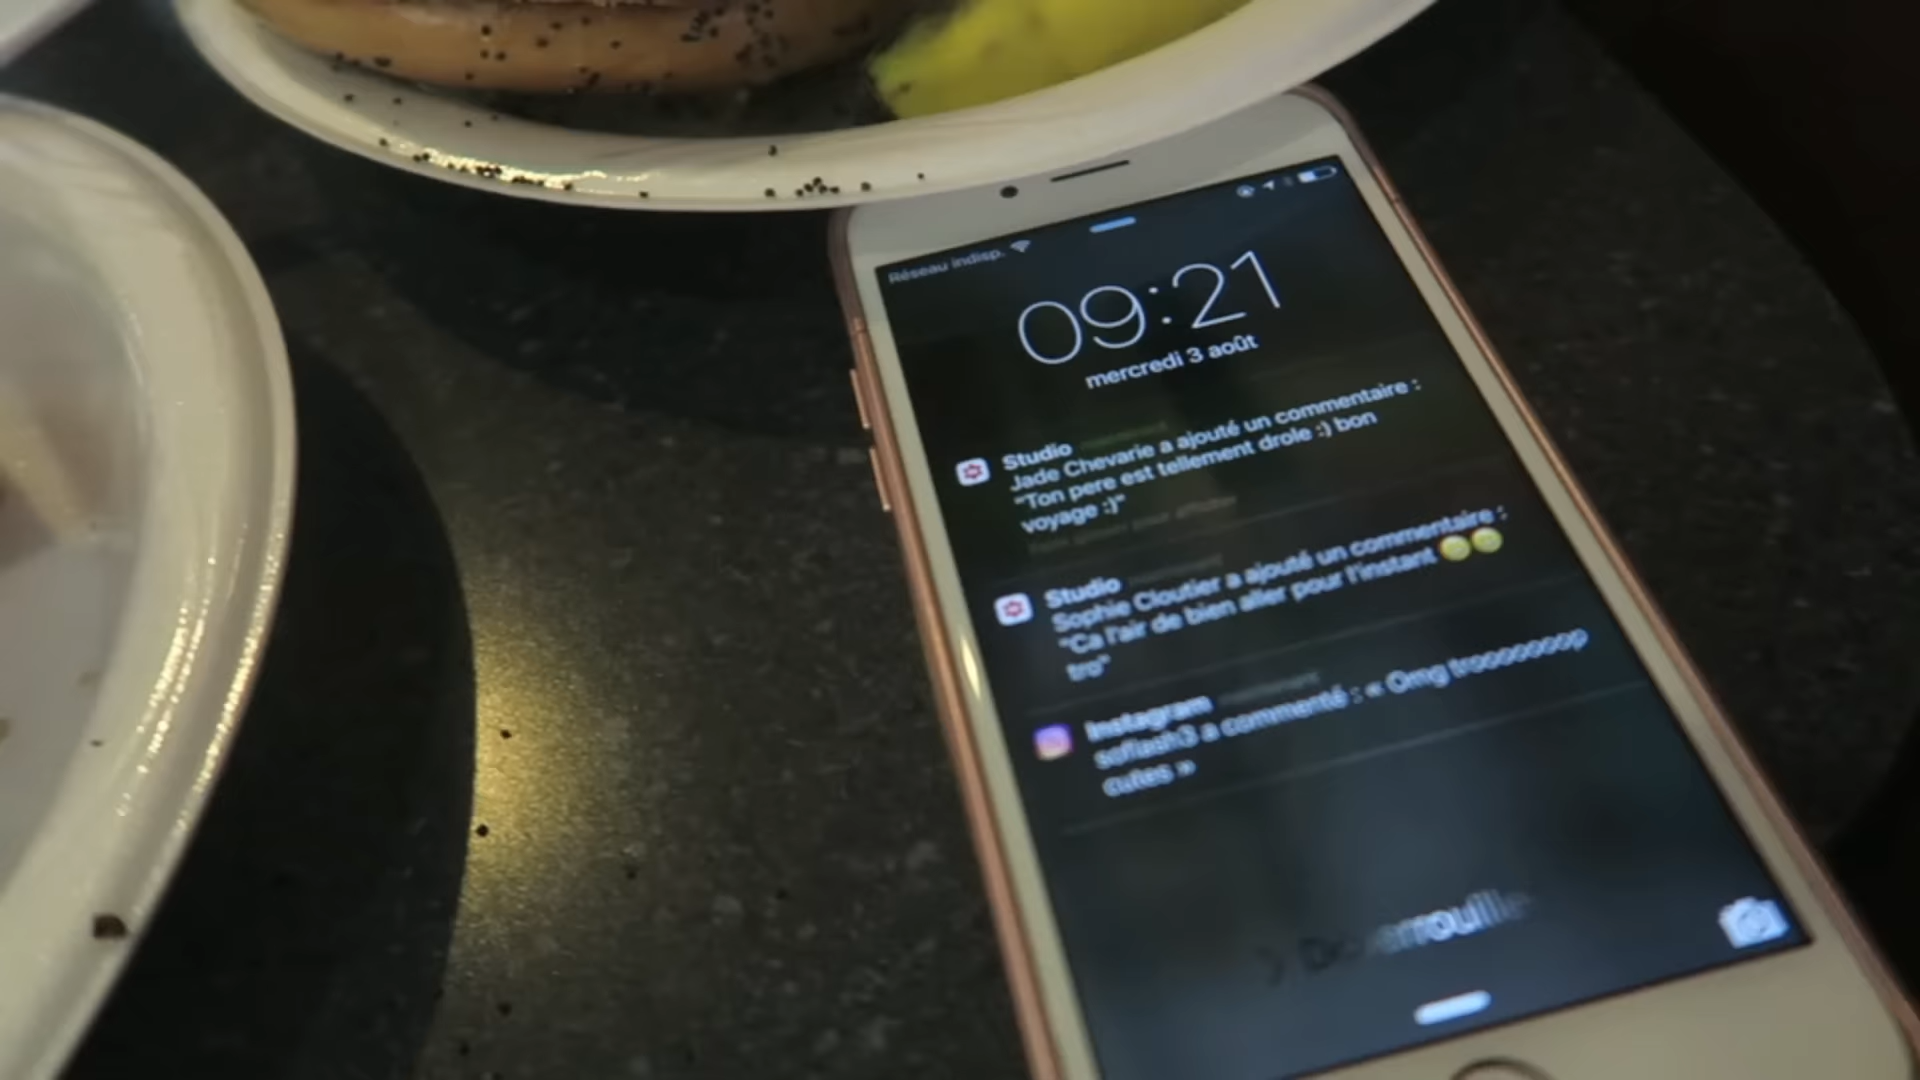 Réseau indisp.
09:21
mercredi 3 août
Studio
Jade Chevarie a ajouté un commentaire :
"Ton pere est tellement drole :) bon
voyage :)"
Studio
Sophie Cloutier a ajouté un commentaire :
"Ca l'air de bien aller pour l'instant
tro"
Instagram
a commenté : « Omg trooooooop
cutes »